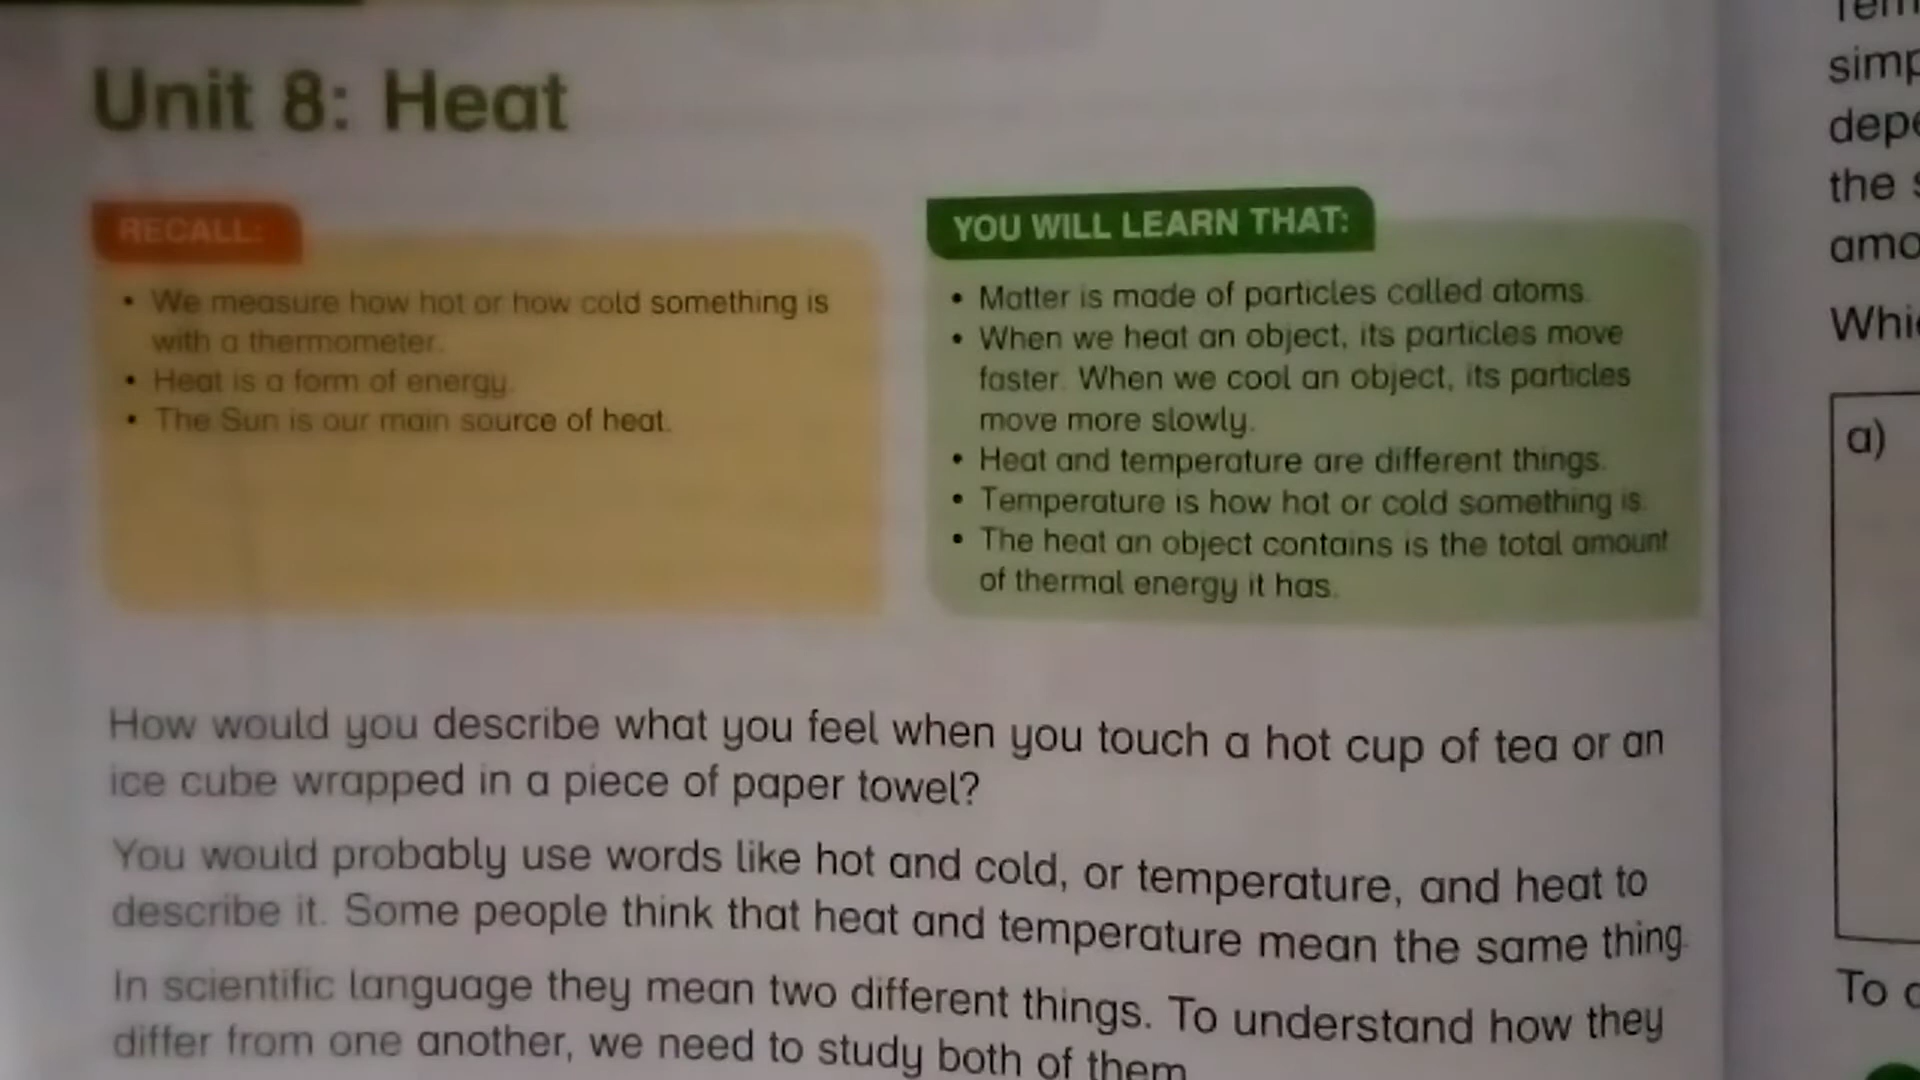 Unit 8: Heat
RECALL:
• We measure how hot or how cold something is
with a thermometer.
• Heat is a form of energy.
• The Sun is our main source of heat.
YOU WILL LEARN THAT:
• Matter is made of particles called atoms.
• When we heat an object, its particles move
faster. When we cool an object, its particles
move more slowly.
• Heat and temperature are different things.
• Temperature is how hot or cold something is.
• The heat an object contains is the total amount
of thermal energy it has.
How would you describe what you feel when you touch a hot cup of tea or an
ice cube wrapped in a piece of paper towel?
You would probably use words like hot and cold, or temperature, and heat to
describe it. Some people think that heat and temperature mean the same thing.
In scientific language they mean two different things. To understand how they
differ from one another, we need to study both of them
the
a)
To